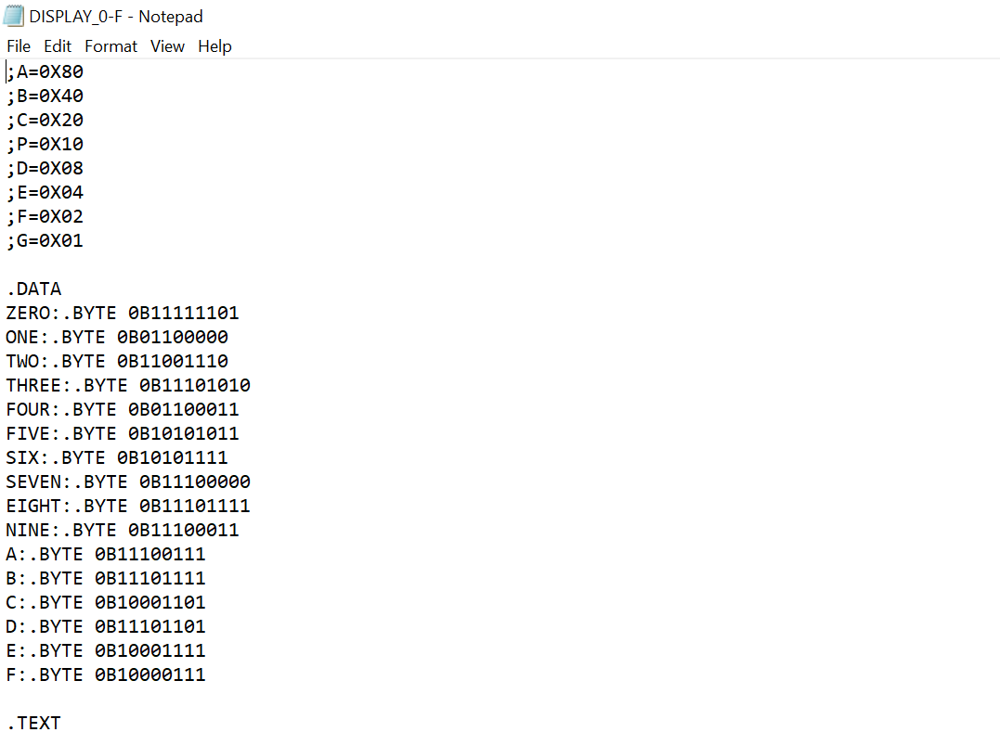 DISPLAY_0-F - Notepad
File Edit Format View Help
;A=0X80
;B=0X40
;C=0X20
;P=0X10
;D=0X08
;E=0X04
;F=0X02
;G=0X01
.DATA
ZERO:.BYTE 0B11111101
ONE:.BYTE 0B01100000
TWO:.BYTE 0B11001110
THREE:.BYTE 0B11101010
FOUR:.BYTE 0B01100011
FIVE:.BYTE 0B10101011
SIX:.BYTE 0B10101111
SEVEN:.BYTE 0B11100000
EIGHT:.BYTE 0B11101111
NINE:.BYTE 0B11100011
A:.BYTE 0B11100111
B:.BYTE 0B11101111
C:.BYTE 0B10001101
D:.BYTE 0B11101101
E:.BYTE 0B10001111
F:.BYTE 0B10000111
.TEXT